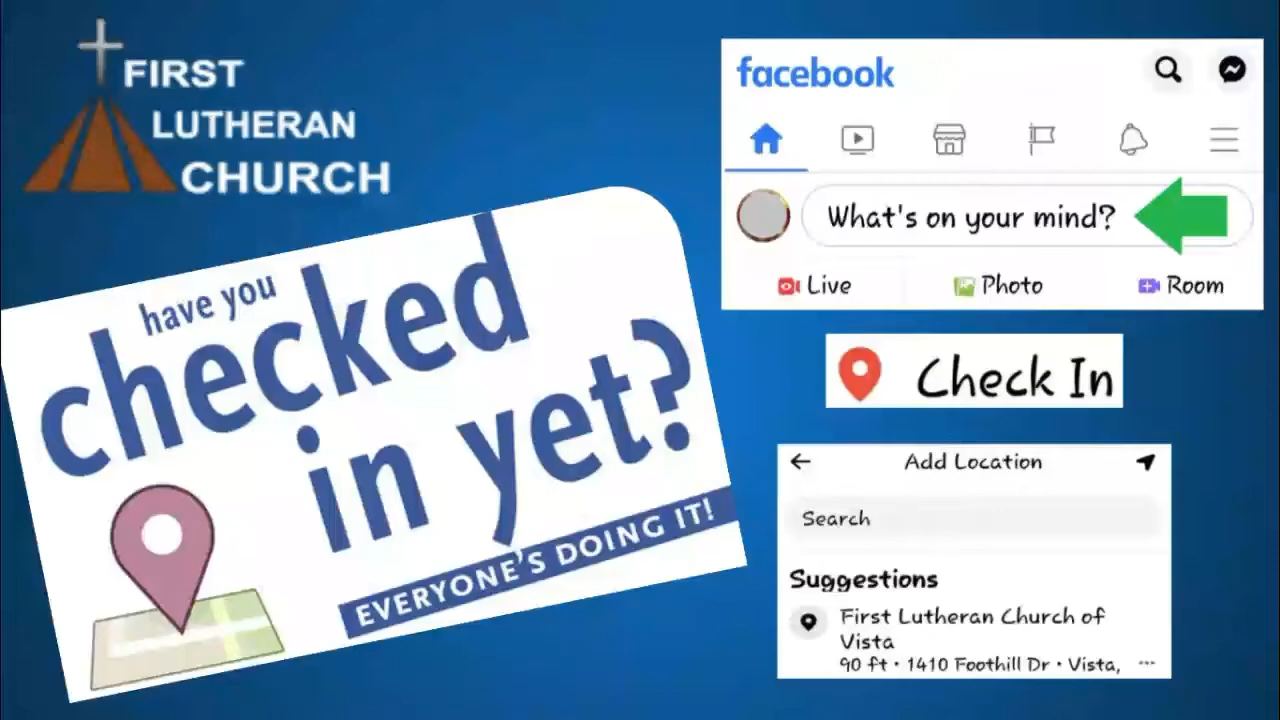 FIRST
LUTHERAN
CHURCH
have you
checked
in yet?
EVERYONE'S DOING IT!
facebook
What's on your mind?
Live Photo Room
Check In
Add Location
Search
Suggestions
First Lutheran Church of
Vista
90 ft • 1410 Foothill Dr • Vista, ...